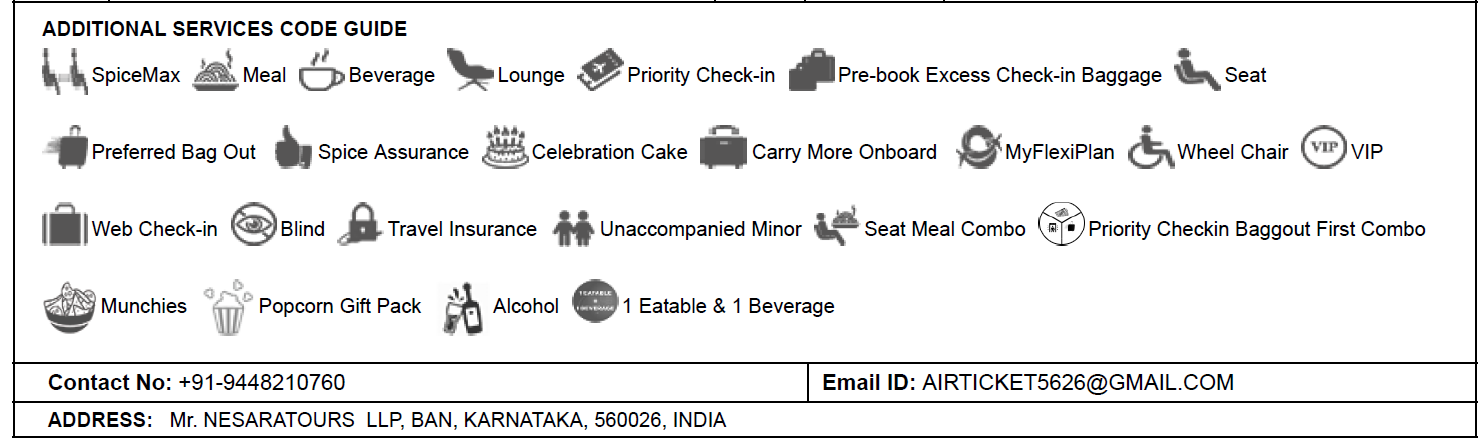 ADDITIONAL SERVICES CODE GUIDE
SpiceMax Meal Beverage Lounge Priority Check-in Pre-book Excess Check-in Baggage Seat
Preferred Bag Out Spice Assurance Celebration Cake Carry More Onboard MyFlexiPlan Wheel Chair VIP VIP
Web Check-in Blind Travel Insurance Unaccompanied Minor Seat Meal Combo Priority Checkin Baggout First Combo
Munchies Popcorn Gift Pack Alcohol 1 EATABLE + 1 BEVERAGE 1 Eatable & 1 Beverage
Contact No: +91-9448210760 Email ID: AIRTICKET5626@GMAIL.COM
ADDRESS: Mr. NESARATOURS LLP, BAN, KARNATAKA, 560026, INDIA